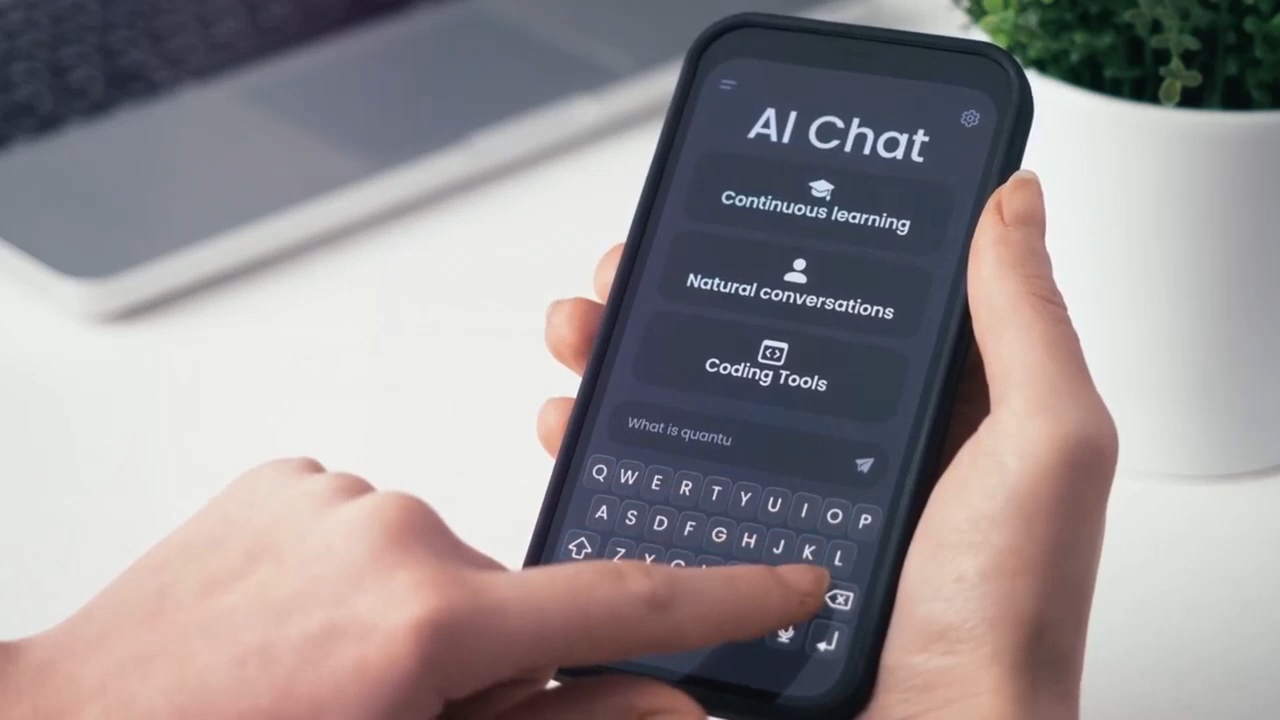 AI Chat
Continuous learning
Natural conversations
Coding Tools
What is quantu
Q W E R T Y U I O P
A S D F G H J K L
Z X C